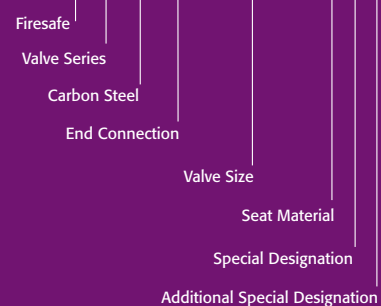 Firesafe
Valve Series
Carbon Steel
End Connection
Valve Size
Seat Material
Special Designation
Additional Special Designation